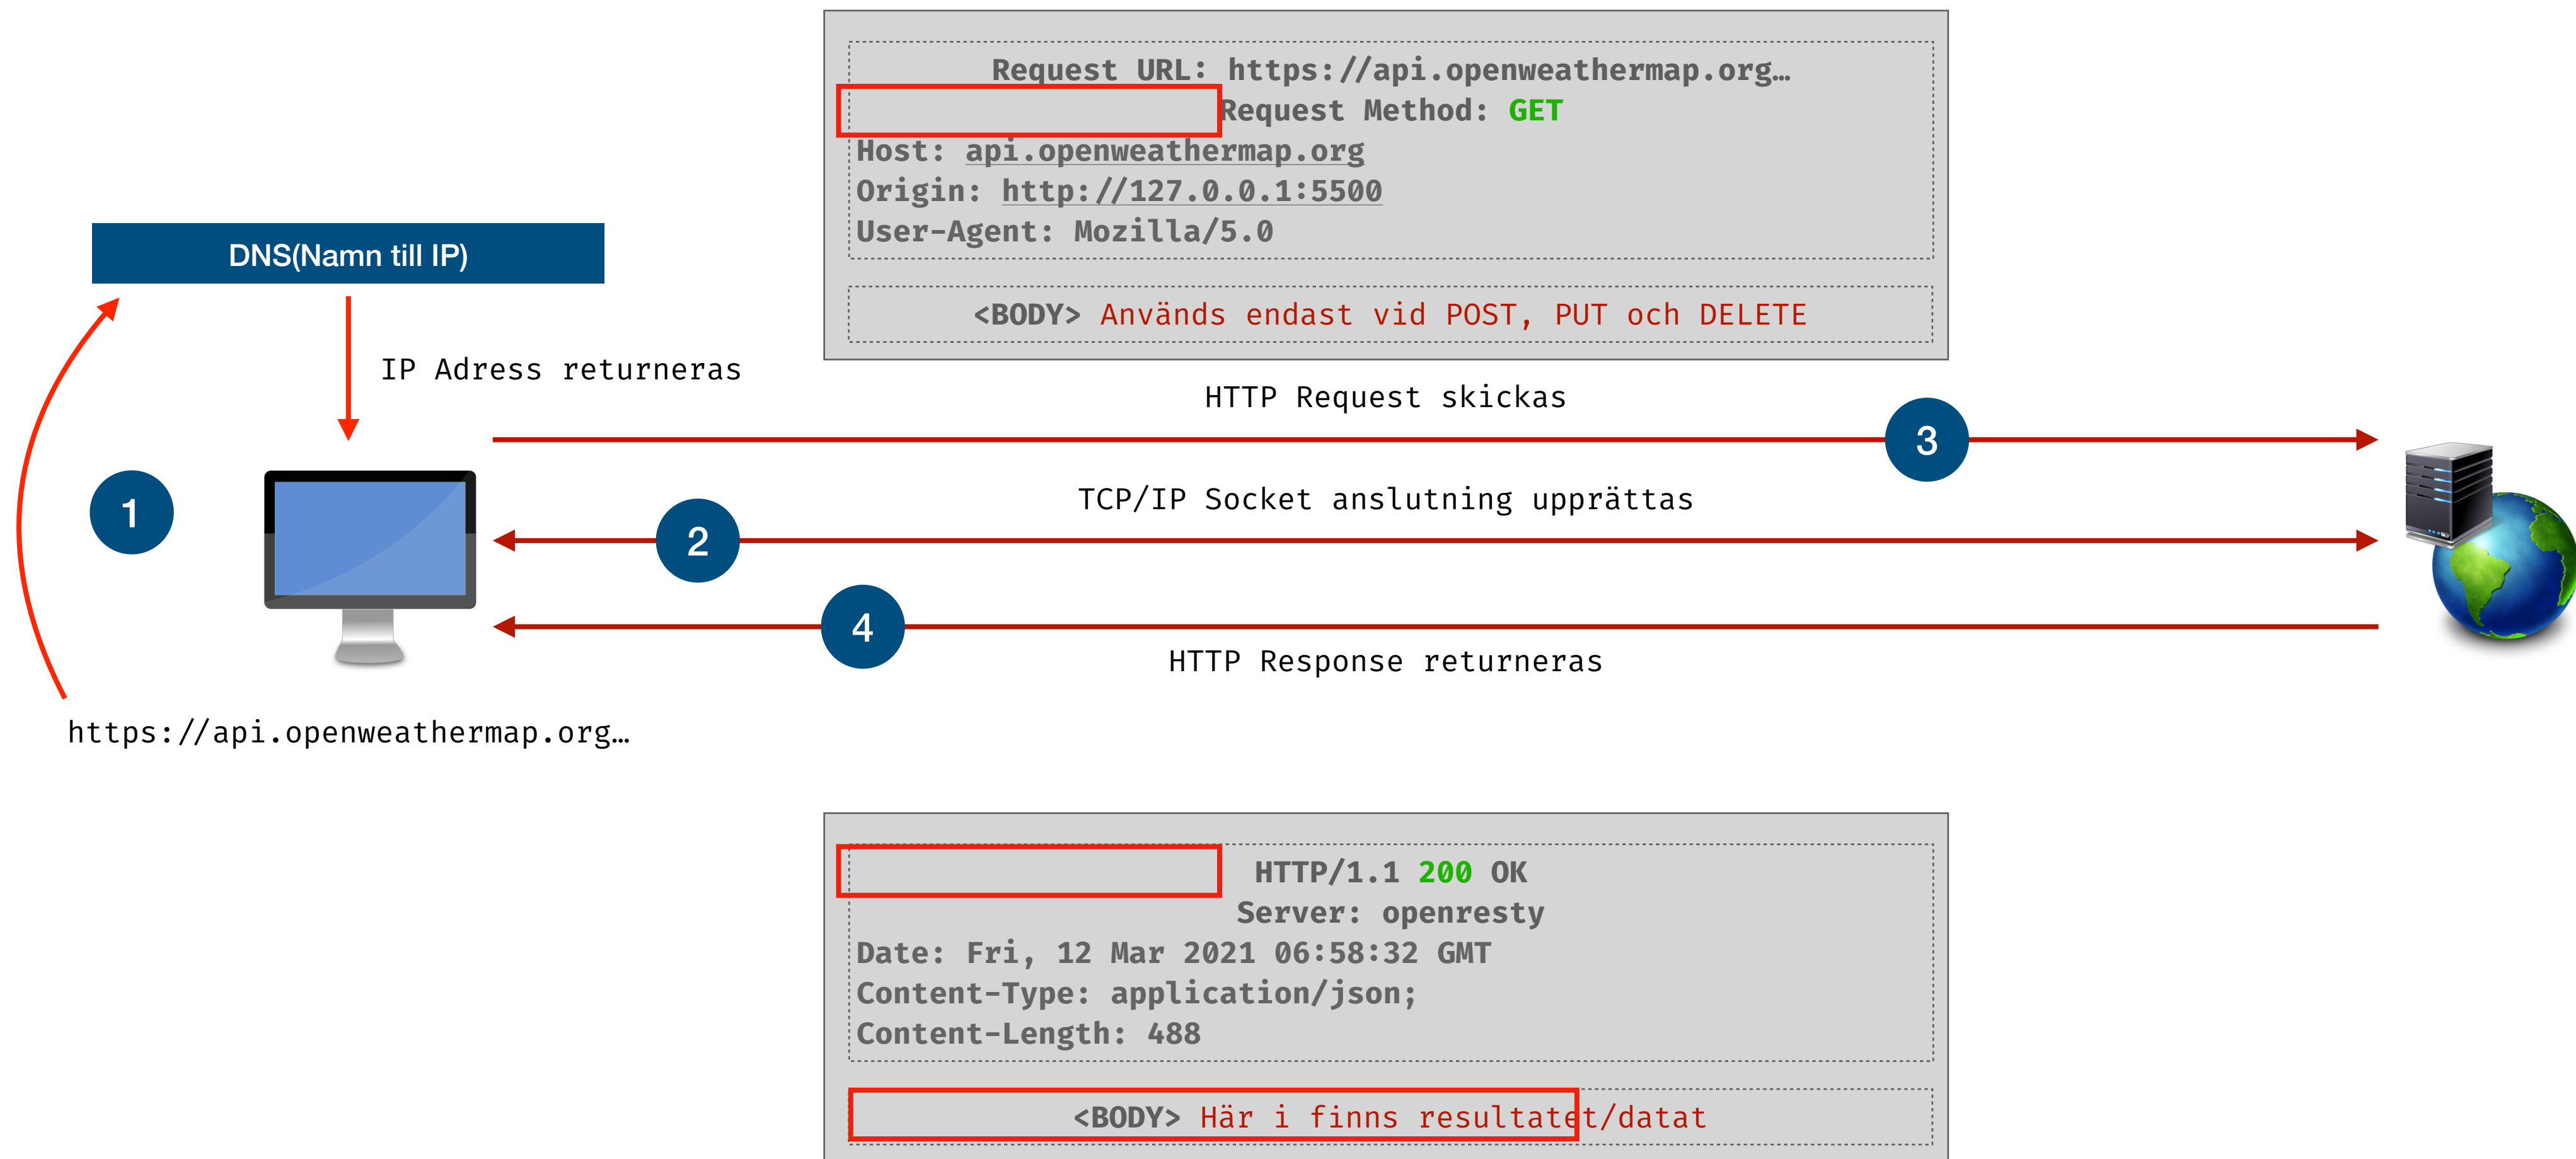 Request URL: https://api.openweathermap.org…
Request Method: GET
Host: api.openweathermap.org
Origin: http://127.0.0.1:5500
User-Agent: Mozilla/5.0
<BODY> Används endast vid POST, PUT och DELETE
DNS(Namn till IP)
IP Adress returneras
HTTP Request skickas
3
1
TCP/IP Socket anslutning upprättas
2
4
HTTP Response returneras
https://api.openweathermap.org…
HTTP/1.1 200 OK
Server: openresty
Date: Fri, 12 Mar 2021 06:58:32 GMT
Content-Type: application/json;
Content-Length: 488
<BODY> Här i finns resultatet/datat